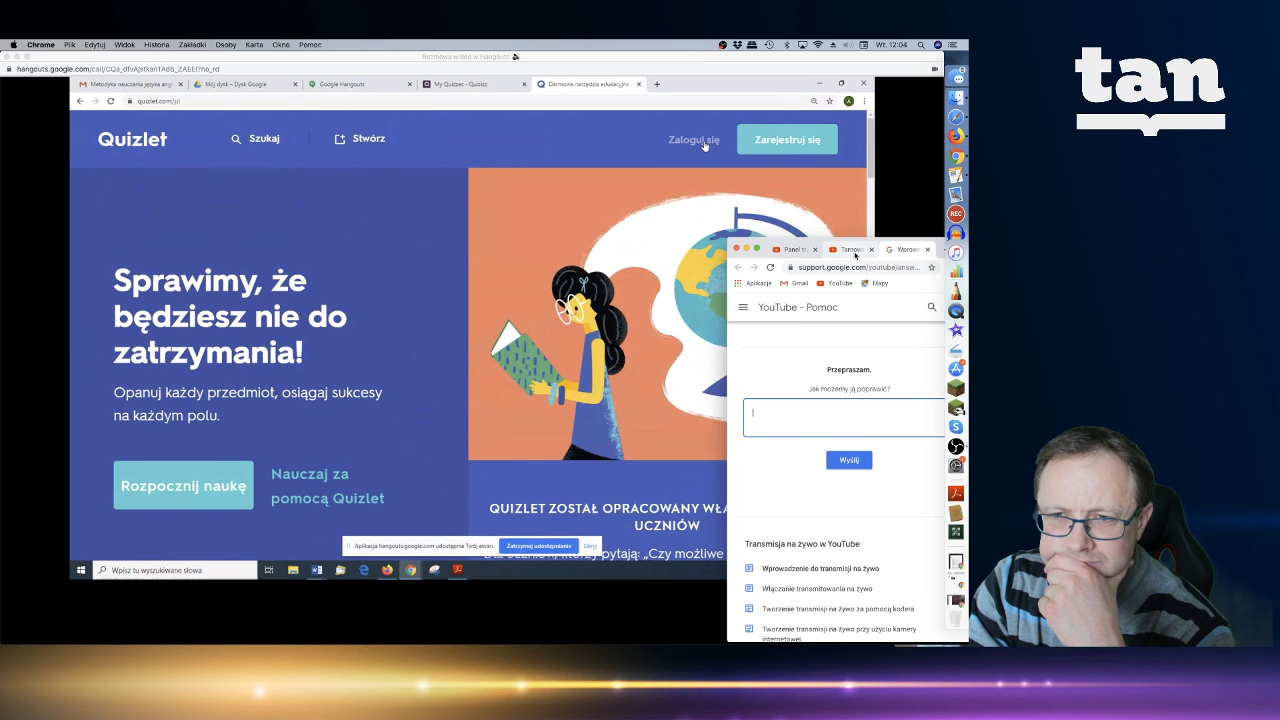 Chrome Plik Edytuj Widok Historia Zakładki Osoby Karta Okno Pomoc
Wt. 12:04
Rozmowa wideo w Hangouts
Metodyka nauczania języka ang
Mój dysk – Dysk Google
Google Hangouts
My Quizzes - Quizizz
Darmowe narzędzia edukacyjne
quizlet.com/pl
A
Quizlet
Szukaj
Stwórz
Zaloguj się
Zarejestruj się
tan
Sprawimy, że
będziesz nie do
zatrzymania!
Opanuj każdy przedmiot, osiągaj sukcesy
na każdym polu.
Rozpocznij naukę
Nauczaj za
pomocą Quizlet
QUIZLET ZOSTAŁ OPRACOWANY
UCZNIÓW
pytają: „Czy możliwe
Aplikacja hangouts.google.com udostępnia Twój ekran.
Zatrzymaj udostępnianie
Ukryj
Wpisz tu wyszukiwane słowa
Panel tr
Tarnow
Wprowa
support.google.com/youtube/answ...
Aplikacje
Gmail
YouTube
Mapy
YouTube - Pomoc
Przepraszam.
Jak możemy ją poprawić?
Wyślij
Transmisja na żywo w YouTube
Wprowadzenie do transmisji na żywo
Włączanie transmitowania na żywo
Tworzenie transmisji na żywo za pomocą kodera
Tworzenie transmisji na żywo przy użyciu kamery
internetowej
REC